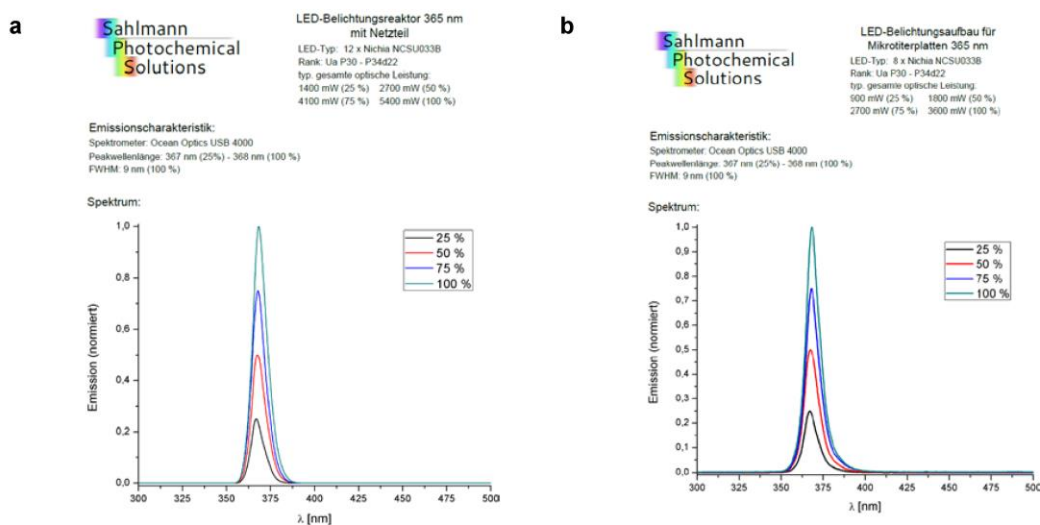 a
Sahlmann
Photochemical
Solutions
LED-Belichtungsreaktor 365 nm
mit Netzteil
LED-Typ: 12 x Nichia NCSU033B
Rank: Ua P30 - P34d22
typ. gesamte optische Leistung:
1400 mW (25 %) 2700 mW (50 %)
4100 mW (75 %) 5400 mW (100 %)
Emissionscharakteristik:
Spektrometer: Ocean Optics USB 4000
Peakwellenlänge: 367 nm (25%) - 368 nm (100 %)
FWHM: 9 nm (100 %)
Spektrum:
1,0
0,8
0,6
0,4
0,2
0,0
Emission (normiert)
25 %
50 %
75 %
100 %
300 325 350 375 400 425 450 475 500
λ [nm]
b
Sahlmann
Photochemical
Solutions
LED-Belichtungsaufbau für
Mikrotiterplatten 365 nm
LED-Typ: 8 x Nichia NCSU033B
Rank: Ua P30 - P34d22
typ. gesamte optische Leistung:
900 mW (25 %) 1800 mW (50 %)
2700 mW (75 %) 3600 mW (100 %)
Emissionscharakteristik:
Spektrometer: Ocean Optics USB 4000
Peakwellenlänge: 367 nm (25%) - 368 nm (100 %)
FWHM: 9 nm (100 %)
Spektrum:
1,0
0,9
0,8
0,7
0,6
0,5
0,4
0,3
0,2
0,1
0,0
Emission (normiert)
25 %
50 %
75 %
100 %
300 325 350 375 400 425 450 475 500
λ [nm]